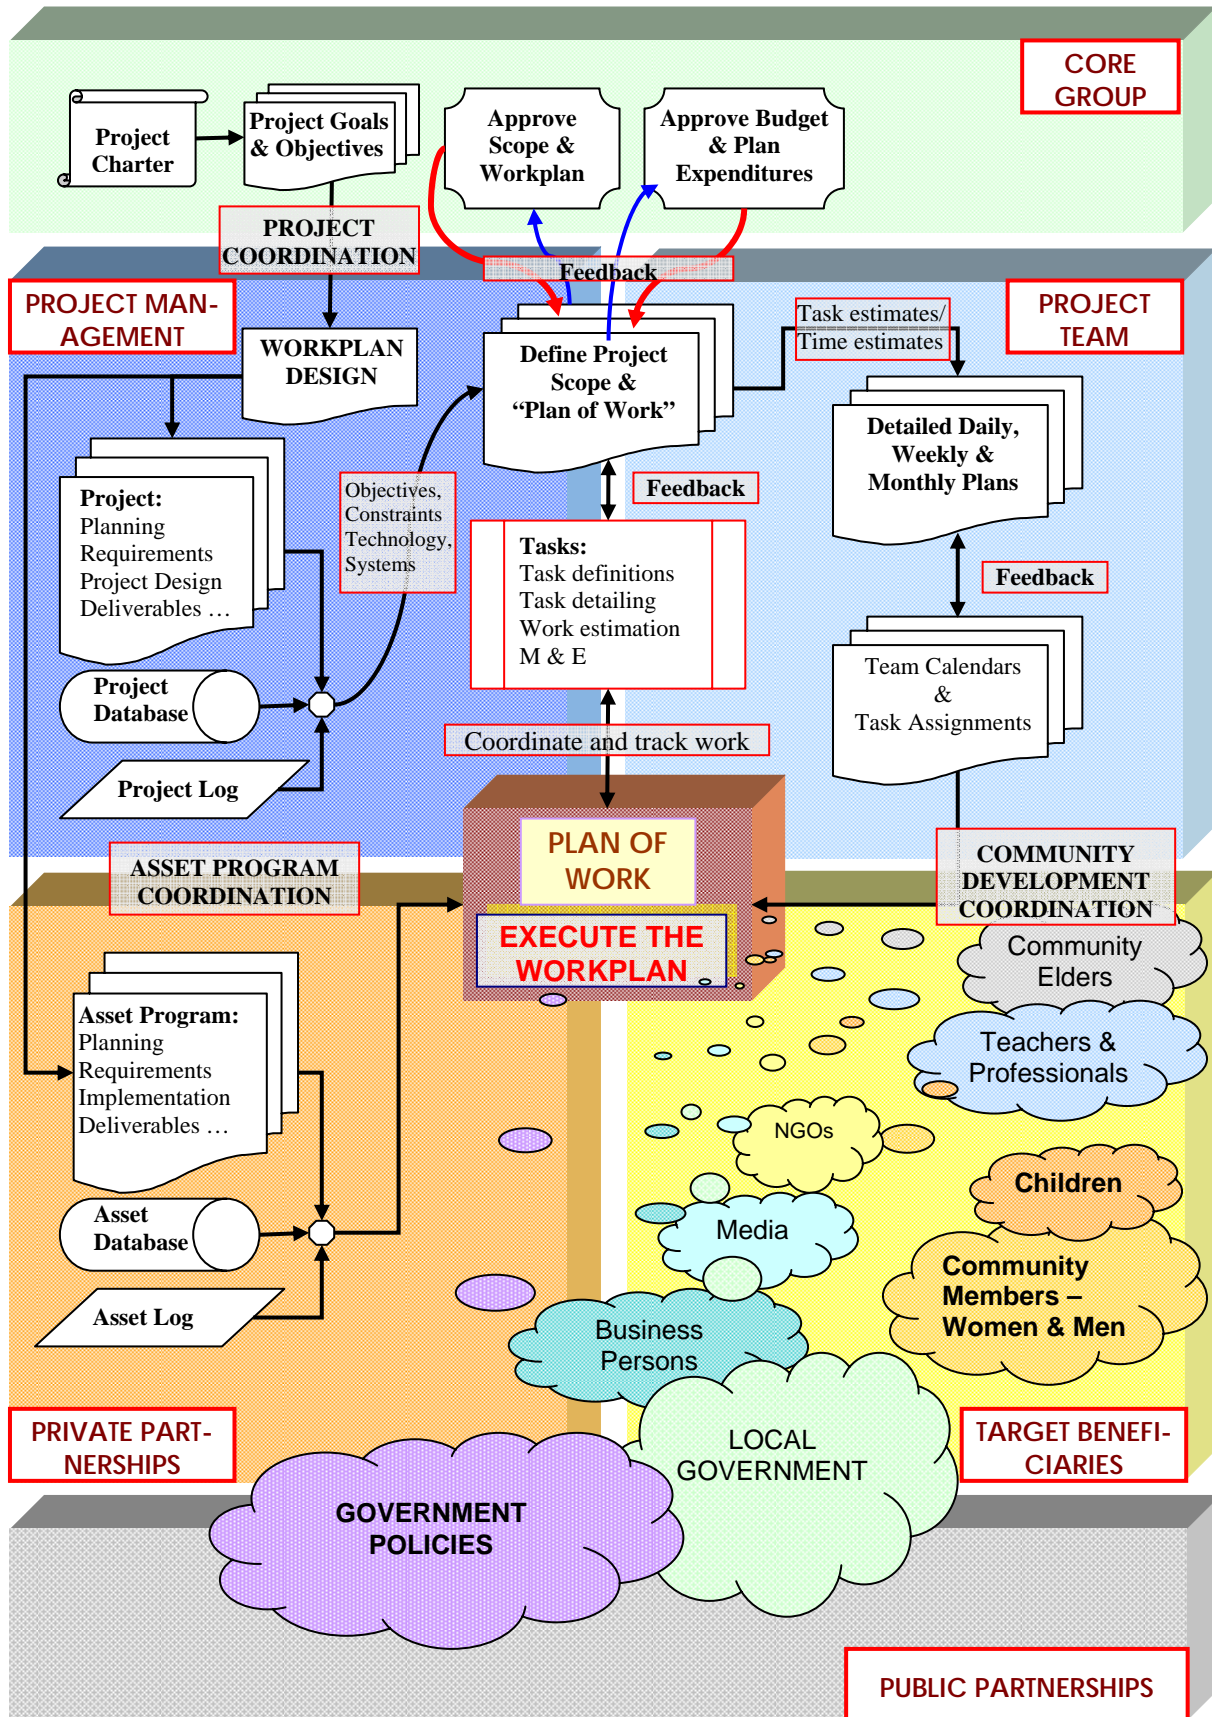 CORE
GROUP
Project
Charter
Project Goals
& Objectives
Approve
Scope &
Workplan
Approve Budget
& Plan
Expenditures
PROJECT
COORDINATION
Feedback
PROJECT MAN-
AGEMENT
PROJECT
TEAM
WORKPLAN
DESIGN
Define Project
Scope &
“Plan of Work”
Task estimates/
Time estimates
Detailed Daily,
Weekly &
Monthly Plans
Project:
Planning
Requirements
Project Design
Deliverables …
Objectives,
Constraints
Technology,
Systems
Feedback
Tasks:
Task definitions
Task detailing
Work estimation
M & E
Feedback
Project
Database
Team Calendars
&
Task Assignments
Project Log
Coordinate and track work
ASSET PROGRAM
COORDINATION
PLAN OF
WORK
EXECUTE THE
WORKPLAN
COMMUNITY
DEVELOPMENT
COORDINATION
Community
Elders
Asset Program:
Planning
Requirements
Implementation
Deliverables …
Teachers &
Professionals
NGOs
Children
Asset
Database
Media
Community
Members –
Women & Men
Asset Log
Business
Persons
PRIVATE PART-
NERSHIPS
LOCAL
GOVERNMENT
TARGET BENEFI-
CIARIES
GOVERNMENT
POLICIES
PUBLIC PARTNERSHIPS